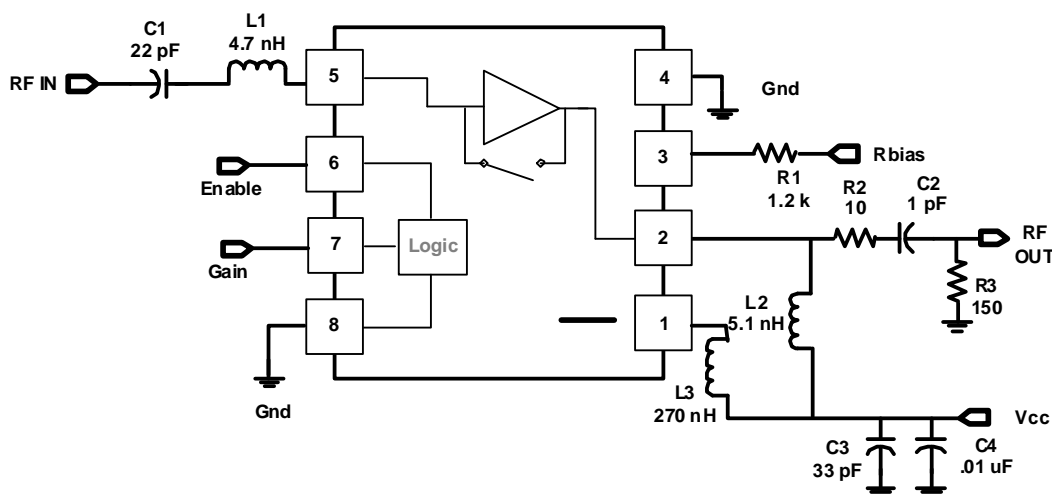 C1
22 pF
L1
4.7 nH
RF IN
5
4
Gnd
6
Enable
3
R1
1.2 k
Rbias
7
Gain
Logic
2
R2
10
C2
1 pF
RF
OUT
R3
150
8
Gnd
1
L2
5.1 nH
L3
270 nH
Vcc
C3
33 pF
C4
.01 uF